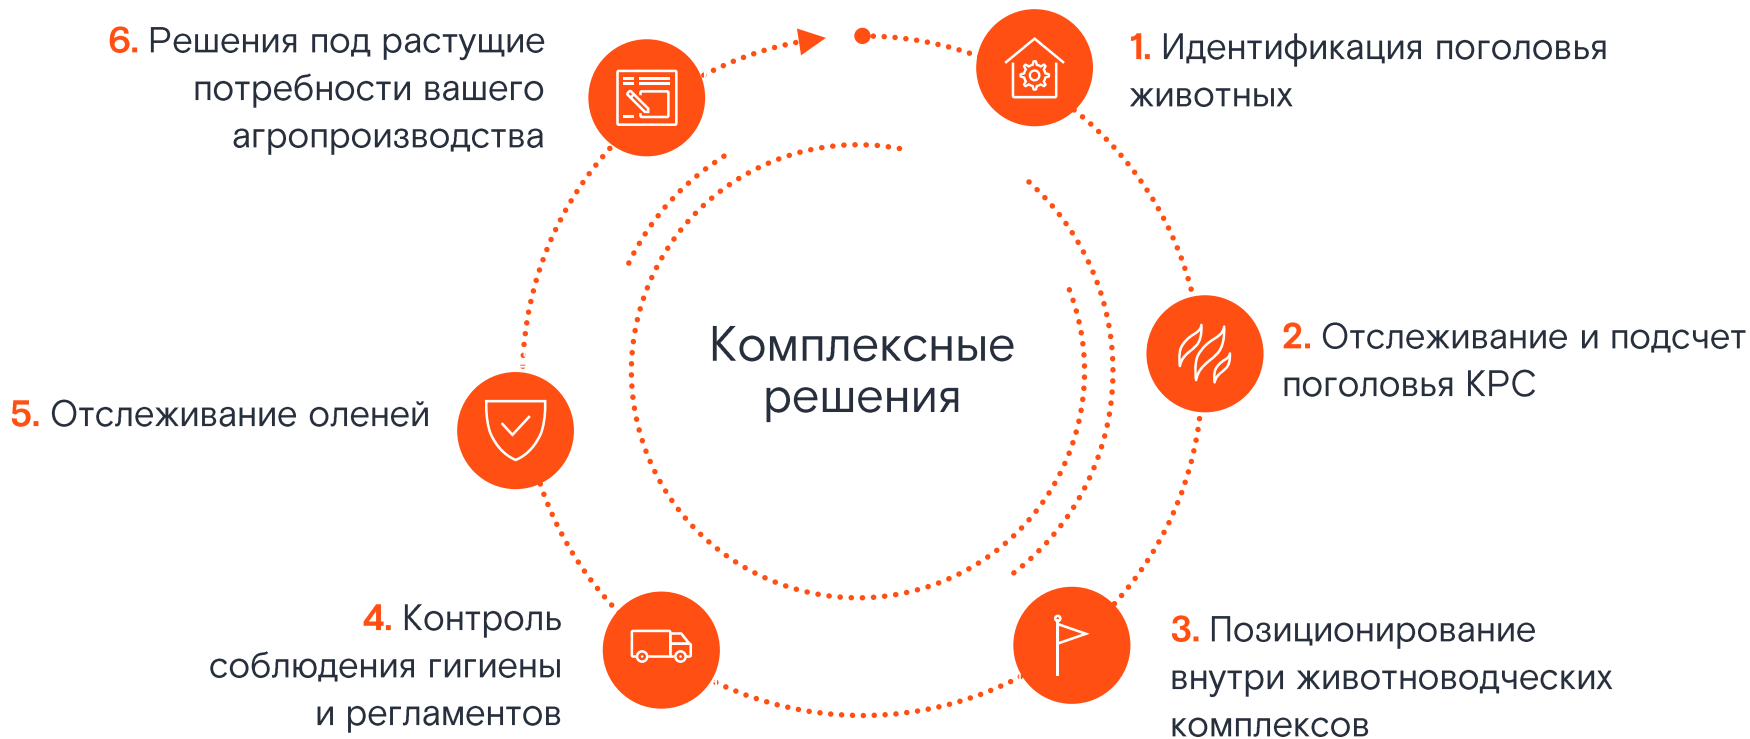 Комплексные
решения
1. Идентификация поголовья
животных
2. Отслеживание и подсчет
поголовья КРС
3. Позиционирование
внутри животноводческих
комплексов
4. Контроль
соблюдения гигиены
и регламентов
5. Отслеживание оленей
6. Решения под растущие
потребности вашего
агропроизводства